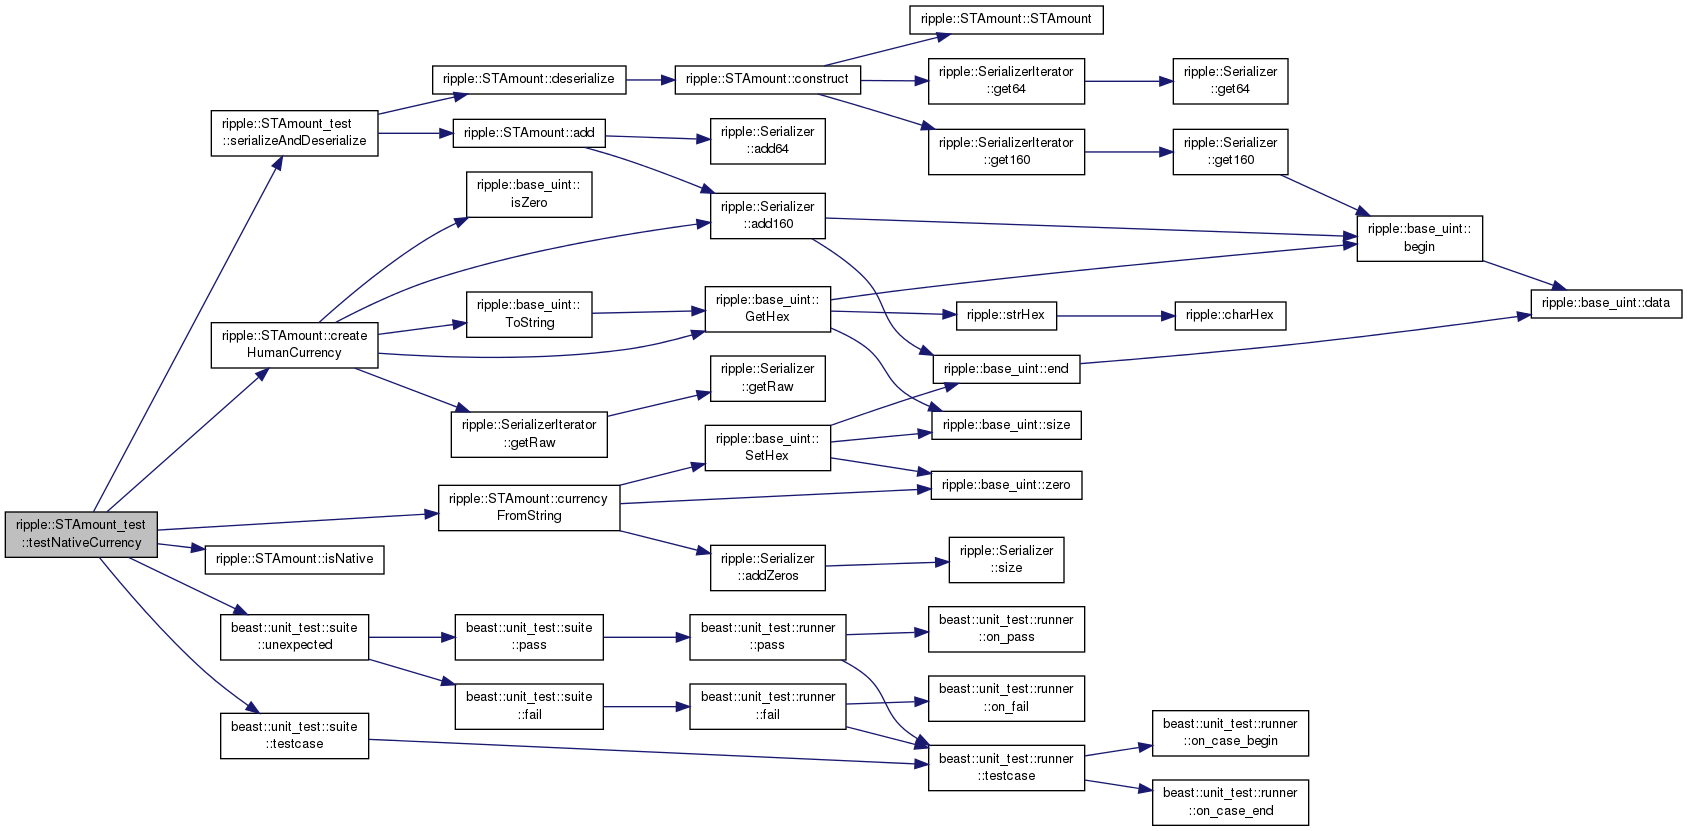 ripple::STAmount_test
::testNativeCurrency
ripple::STAmount_test
::serializeAndDeserialize
ripple::STAmount::create
HumanCurrency
ripple::STAmount::isNative
beast::unit_test::suite
::unexpected
beast::unit_test::suite
::testcase
ripple::STAmount::deserialize
ripple::STAmount::add
ripple::base_uint::
isZero
ripple::base_uint::
ToString
ripple::SerializerIterator
::getRaw
ripple::STAmount::currency
FromString
beast::unit_test::suite
::pass
beast::unit_test::suite
::fail
ripple::STAmount::construct
ripple::Serializer
::add64
ripple::Serializer
::add160
ripple::base_uint::
GetHex
ripple::Serializer
::getRaw
ripple::base_uint::
SetHex
ripple::Serializer
::addZeros
beast::unit_test::runner
::pass
beast::unit_test::runner
::fail
ripple::STAmount::STAmount
ripple::SerializerIterator
::get64
ripple::SerializerIterator
::get160
ripple::strHex
ripple::base_uint::end
ripple::base_uint::size
ripple::base_uint::zero
ripple::Serializer
::size
beast::unit_test::runner
::on_pass
beast::unit_test::runner
::on_fail
beast::unit_test::runner
::testcase
ripple::Serializer
::get64
ripple::Serializer
::get160
ripple::charHex
beast::unit_test::runner
::on_case_begin
beast::unit_test::runner
::on_case_end
ripple::base_uint::
begin
ripple::base_uint::data